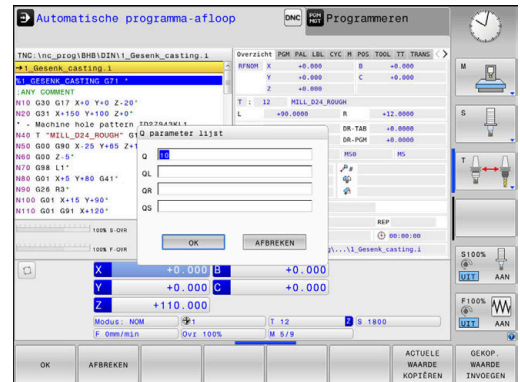 Automatische programma-afloop
DNC
PGM MGT
Programmeren
TNC:\nc_prog\BHB\DIN\1_Gesenk_casting.i
→1_Gesenk_casting.i
%1_GESENK_CASTING G71 *
;ANY COMMENT
N10 G30 G17 X+0 Y+0 Z-20*
N20 G31 X+150 Y+100 Z+0*
* - Machine hole pattern ID27943KL1
N40 T "MILL_D24_ROUGH" G1
N50 G00 G90 X-25 Y+65 Z+1
N60 G00 Z-5*
N70 G98 L1*
N80 G01 X+5 Y+80 G41*
N90 G26 R3*
N100 G01 X+15 Y+90*
N110 G01 G91 X+120*
100% S-OVR
100% F-OVR
Overzicht PGM PAL LBL CYC M POS TOOL TT TRANS
RFNOM X +0.000 B +0.000
Y +0.000 C +0.000
Z +0.000
T : 12 MILL_D24_ROUGH
L +90.0000 R +12.0000
DR-TAB +0.0000
DR-PGM +0.0000
M50 M5
REP
00:00:00
\...\1_Gesenk_casting.i
Q parameter lijst
Q 10
QL
QR
QS
OK AFBREKEN
X +0.000 B +0.000
Y +0.000 C +0.000
Z +110.000
Modus: NOM 1 T 12 Z S 1800
F 0mm/min Ovr 100% M 5/9
M
S
T
S100%
UIT AAN
F100%
UIT AAN
OK
AFBREKEN
ACTUELE WAARDE KOPIËREN
GEKOP. WAARDE INVOEGEN